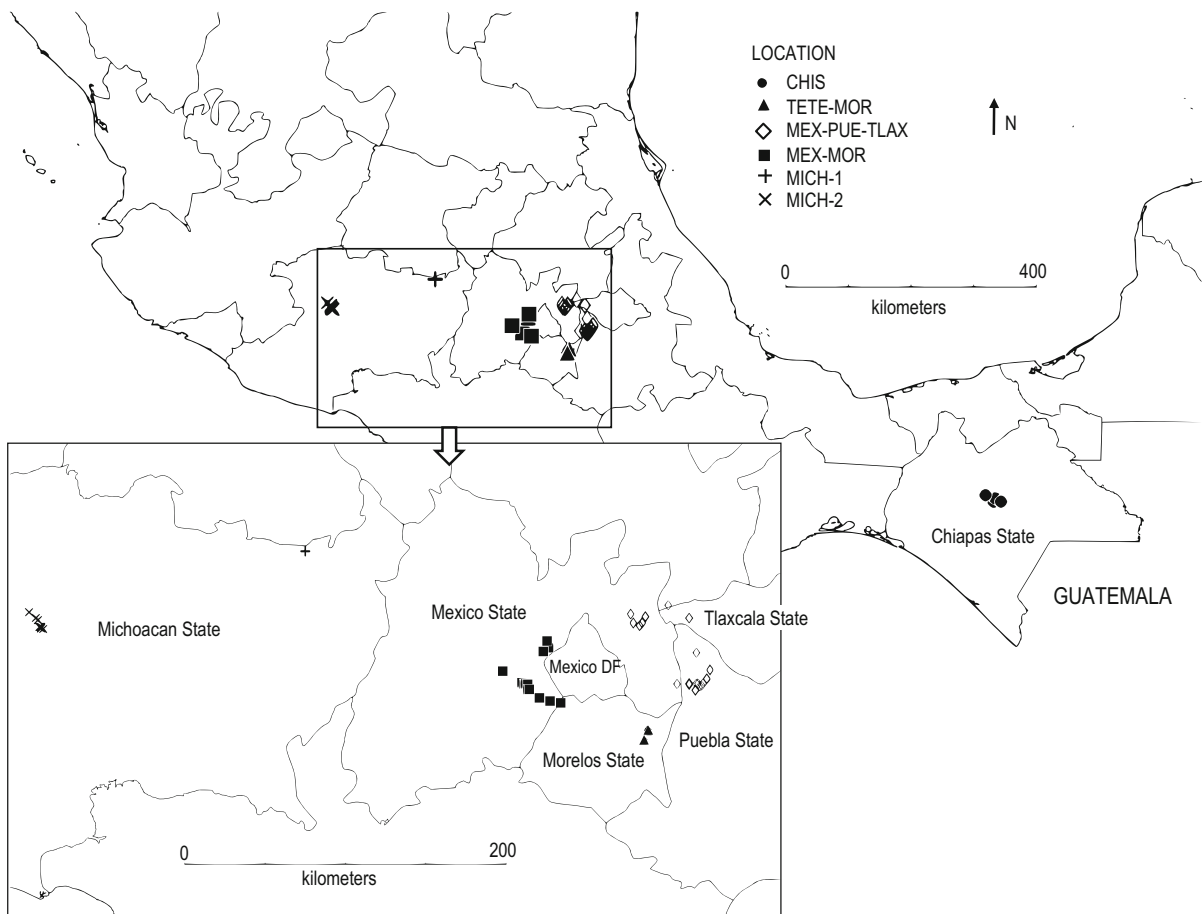 LOCATION
CHIS
TETE-MOR
MEX-PUE-TLAX
MEX-MOR
MICH-1
MICH-2
N
0 400
kilometers
Chiapas State
GUATEMALA
Mexico State
Tlaxcala State
Michoacan State
Mexico DF
Puebla State
Morelos State
0 200
kilometers